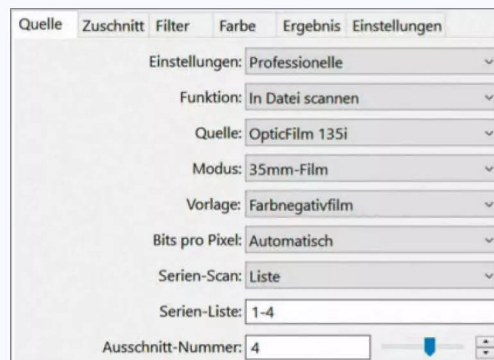 Quelle Zuschnitt Filter Farbe Ergebnis Einstellungen
Einstellungen: Professionelle
Funktion: In Datei scannen
Quelle: OpticFilm 135i
Modus: 35mm-Film
Vorlage: Farbnegativfilm
Bits pro Pixel: Automatisch
Serien-Scan: Liste
Serien-Liste: 1-4
Ausschnitt-Nummer: 4